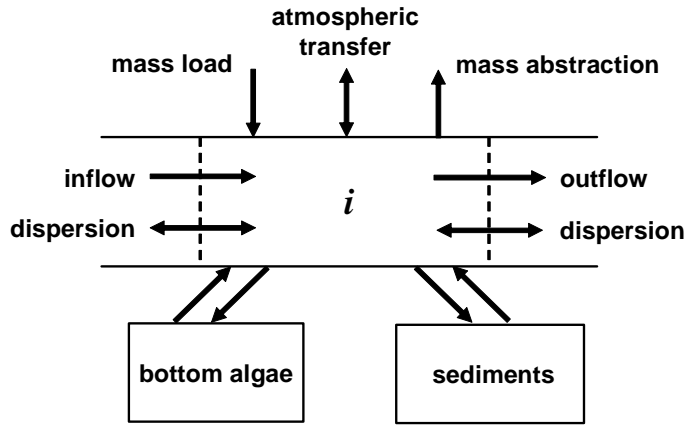 atmospheric
transfer
mass load
mass abstraction
inflow
i
outflow
dispersion
dispersion
bottom algae
sediments